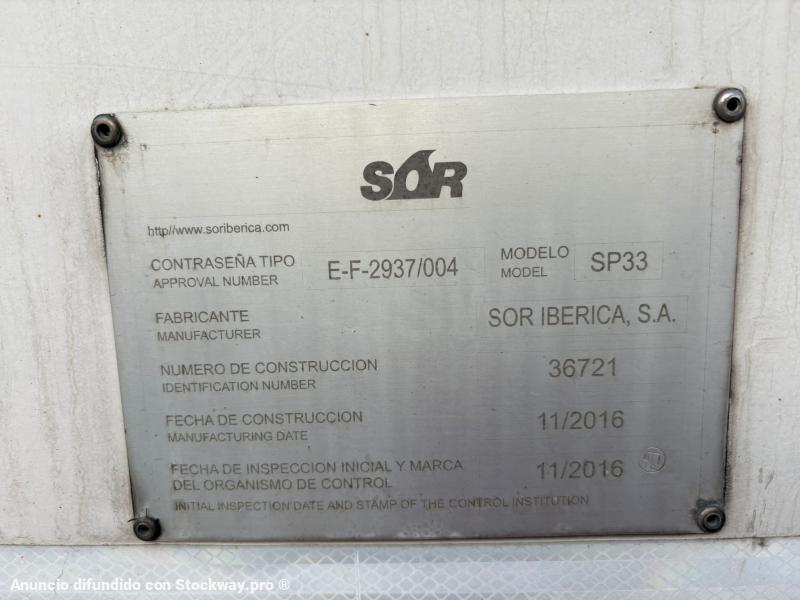 SOR
http//www.soriberica.com
CONTRASEÑA TIPO E-F-2937/004 MODELO SP33
APPROVAL NUMBER MODEL
FABRICANTE SOR IBERICA, S.A.
MANUFACTURER
NUMERO DE CONSTRUCCION 36721
IDENTIFICATION NUMBER
FECHA DE CONSTRUCCION 11/2016
MANUFACTURING DATE
FECHA DE INSPECCION INICIAL Y MARCA 11/2016
DEL ORGANISMO DE CONTROL
INITIAL INSPECTION DATE AND STAMP OF THE CONTROL INSTITUTION
Anuncio difundido con Stockway.pro ®